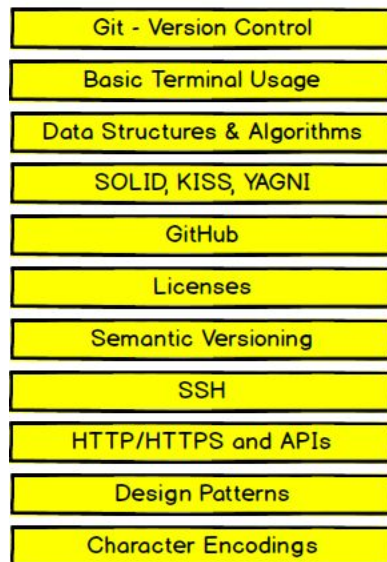 Git - Version Control
Basic Terminal Usage
Data Structures & Algorithms
SOLID, KISS, YAGNI
GitHub
Licenses
Semantic Versioning
SSH
HTTP/HTTPS and APIs
Design Patterns
Character Encodings